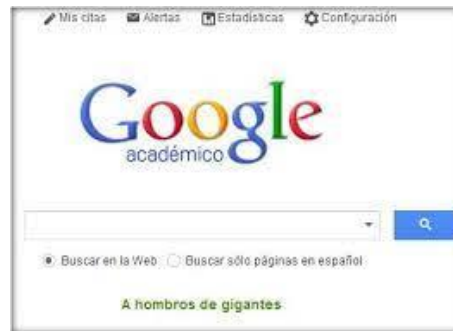 Mis citas Alertas Estadísticas Configuración
Google
académico
Buscar en la Web Buscar sólo páginas en español
A hombros de gigantes